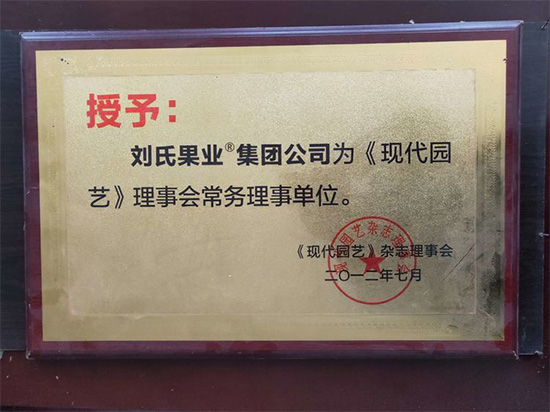 授予：
刘氏果业®集团公司为《现代园
艺》理事会常务理事单位。
《现代园艺》杂志理事会
二〇一二年七月